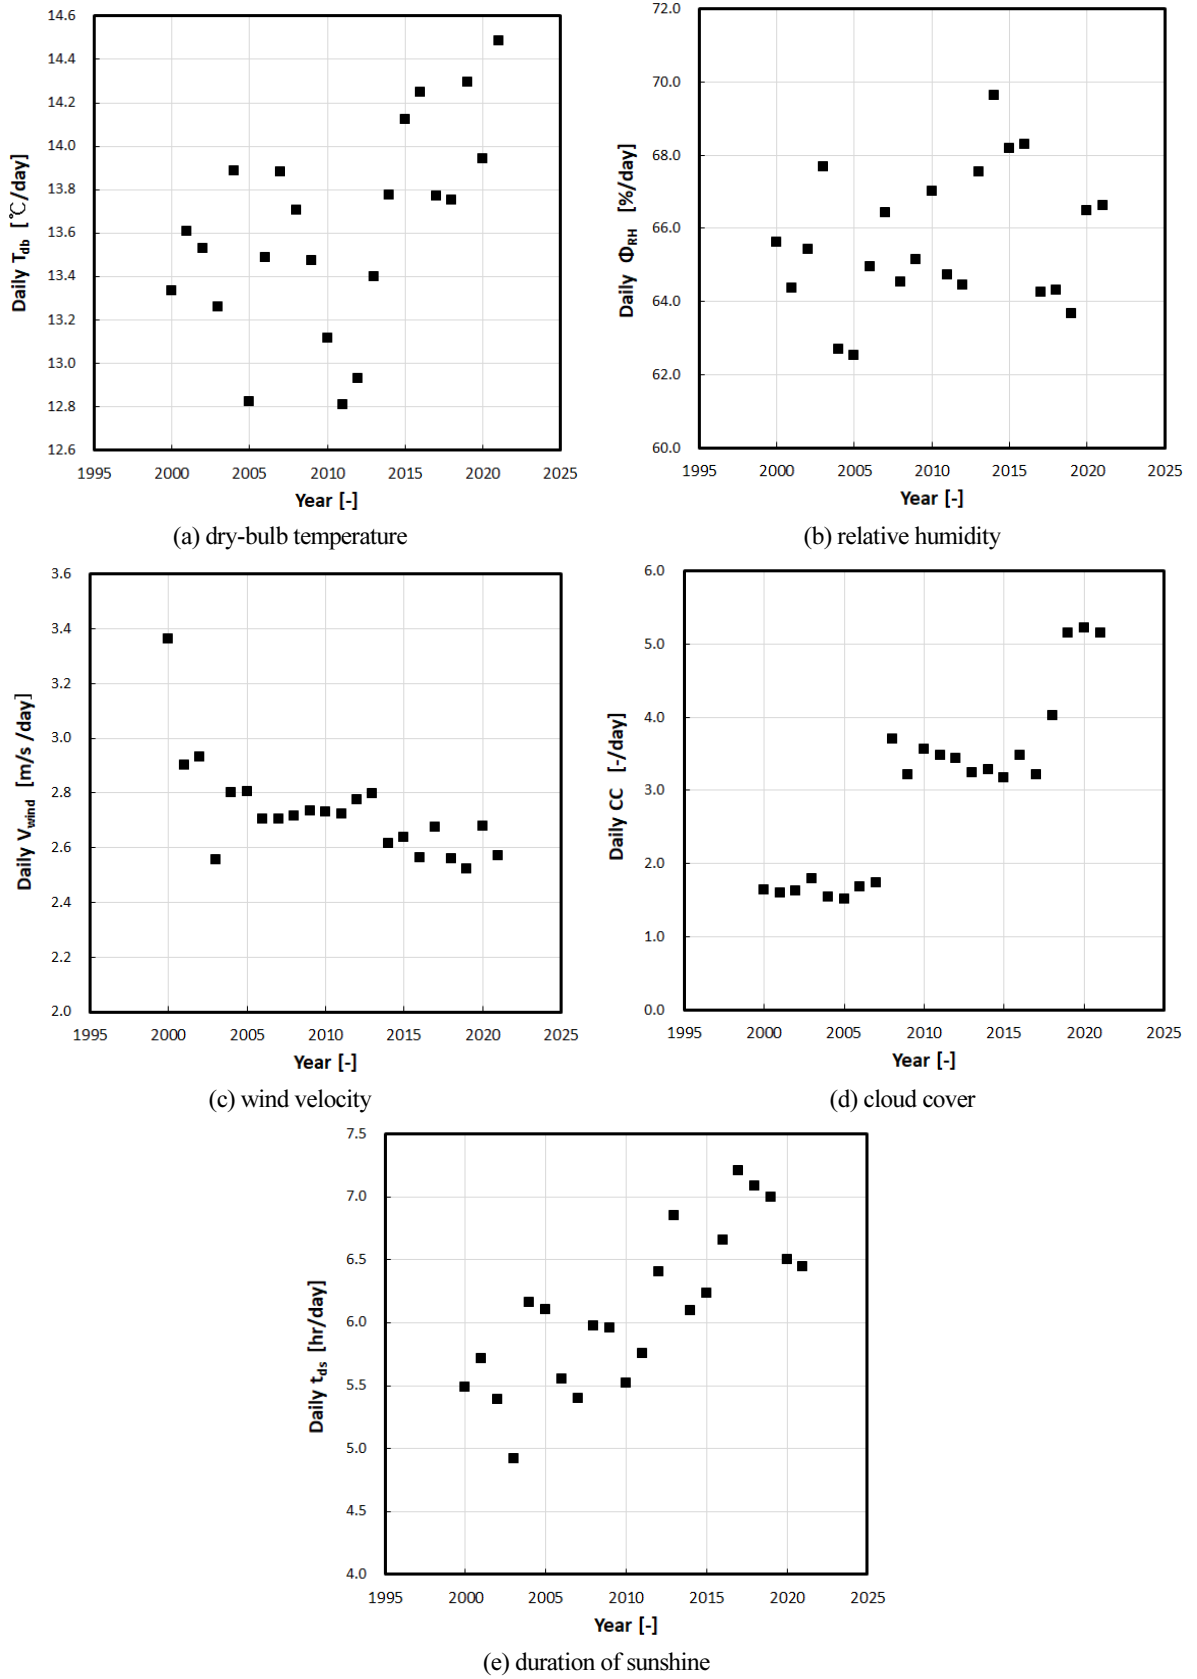 14.6
14.4
14.2
14.0
13.8
13.6
13.4
13.2
13.0
12.8
12.6
Daily T_db [℃/day]
1995 2000 2005 2010 2015 2020 2025
Year [-]
(a) dry-bulb temperature
72.0
70.0
68.0
66.0
64.0
62.0
60.0
Daily Φ_RH [%/day]
1995 2000 2005 2010 2015 2020 2025
Year [-]
(b) relative humidity
3.6
3.4
3.2
3.0
2.8
2.6
2.4
2.2
2.0
Daily V_wind [m/s /day]
1995 2000 2005 2010 2015 2020 2025
Year [-]
(c) wind velocity
6.0
5.0
4.0
3.0
2.0
1.0
0.0
Daily CC [-/day]
1995 2000 2005 2010 2015 2020 2025
Year [-]
(d) cloud cover
7.5
7.0
6.5
6.0
5.5
5.0
4.5
4.0
Daily t_ds [hr/day]
1995 2000 2005 2010 2015 2020 2025
Year [-]
(e) duration of sunshine